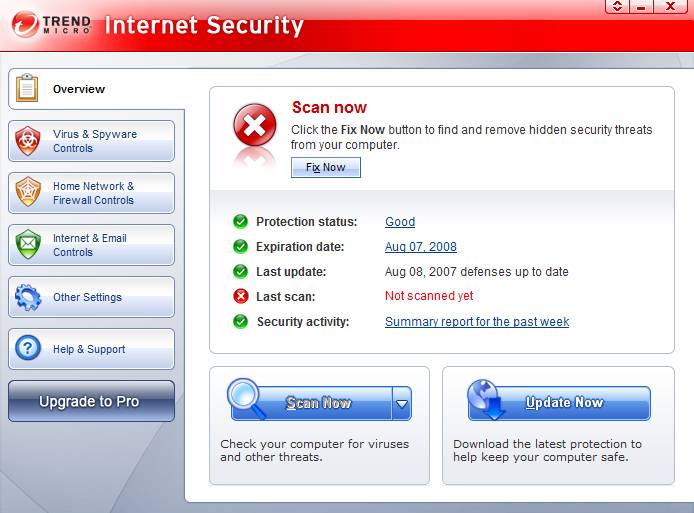 TREND MICRO Internet Security
Overview
Virus & Spyware
Controls
Home Network &
Firewall Controls
Internet & Email
Controls
Other Settings
? Help & Support
Upgrade to Pro
Scan now
Click the Fix Now button to find and remove hidden security threats
from your computer.
Fix Now
Protection status: Good
Expiration date: Aug 07, 2008
Last update: Aug 08, 2007 defenses up to date
Last scan: Not scanned yet
Security activity: Summary report for the past week
Scan Now
Check your computer for viruses
and other threats.
Update Now
Download the latest protection to
help keep your computer safe.